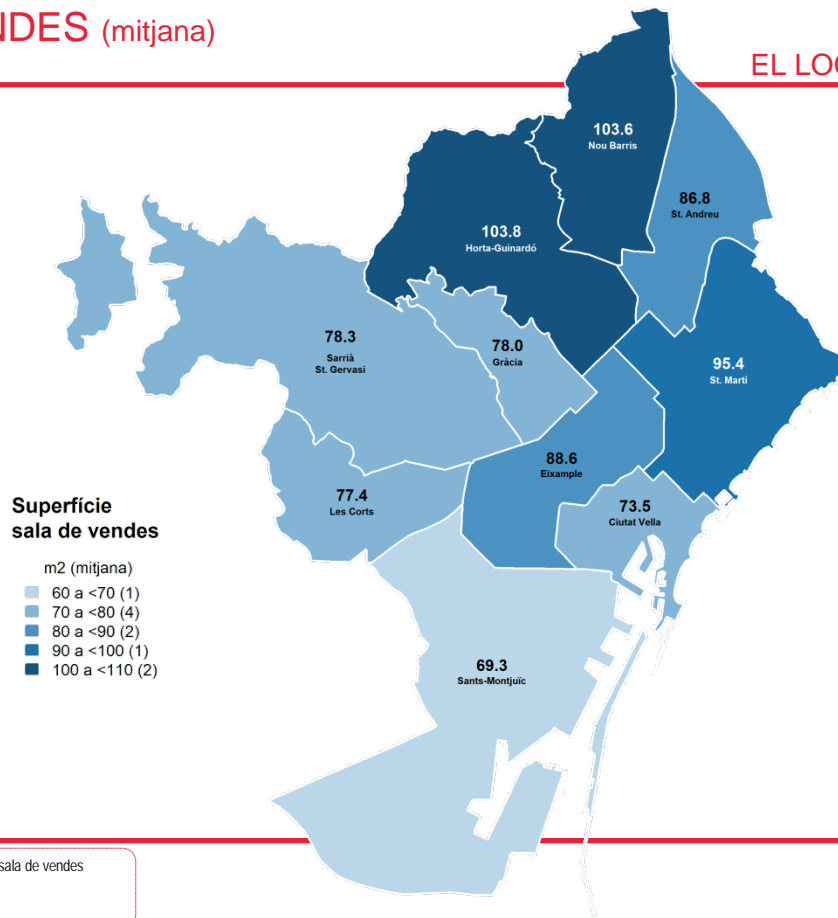 NDES (mitjana)
EL LO
103.6
Nou Barris
86.8
St. Andreu
103.8
Horta-Guinardó
78.3
Sarrià
St. Gervasi
78.0
Gràcia
95.4
St. Martí
88.6
Eixample
77.4
Les Corts
73.5
Ciutat Vella
Superfície
sala de vendes
m2 (mitjana)
60 a <70 (1)
70 a <80 (4)
80 a <90 (2)
90 a <100 (1)
100 a <110 (2)
69.3
Sants-Montjuïc
sala de vendes